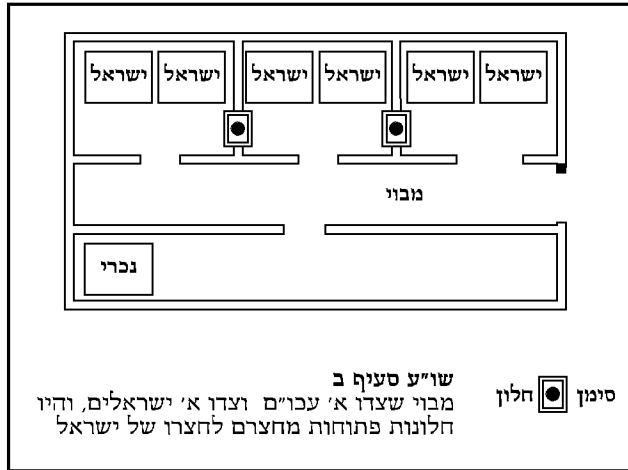 ישראל ישראל ישראל ישראל ישראל ישראל
מבוי
נכרי
שו״ע סעיף ב
מבוי שצדו א׳ עכו״ם וצדו א׳ ישראלים, והיו
חלונות פתוחות מחצרם לחצרו של ישראל
סימן חלון